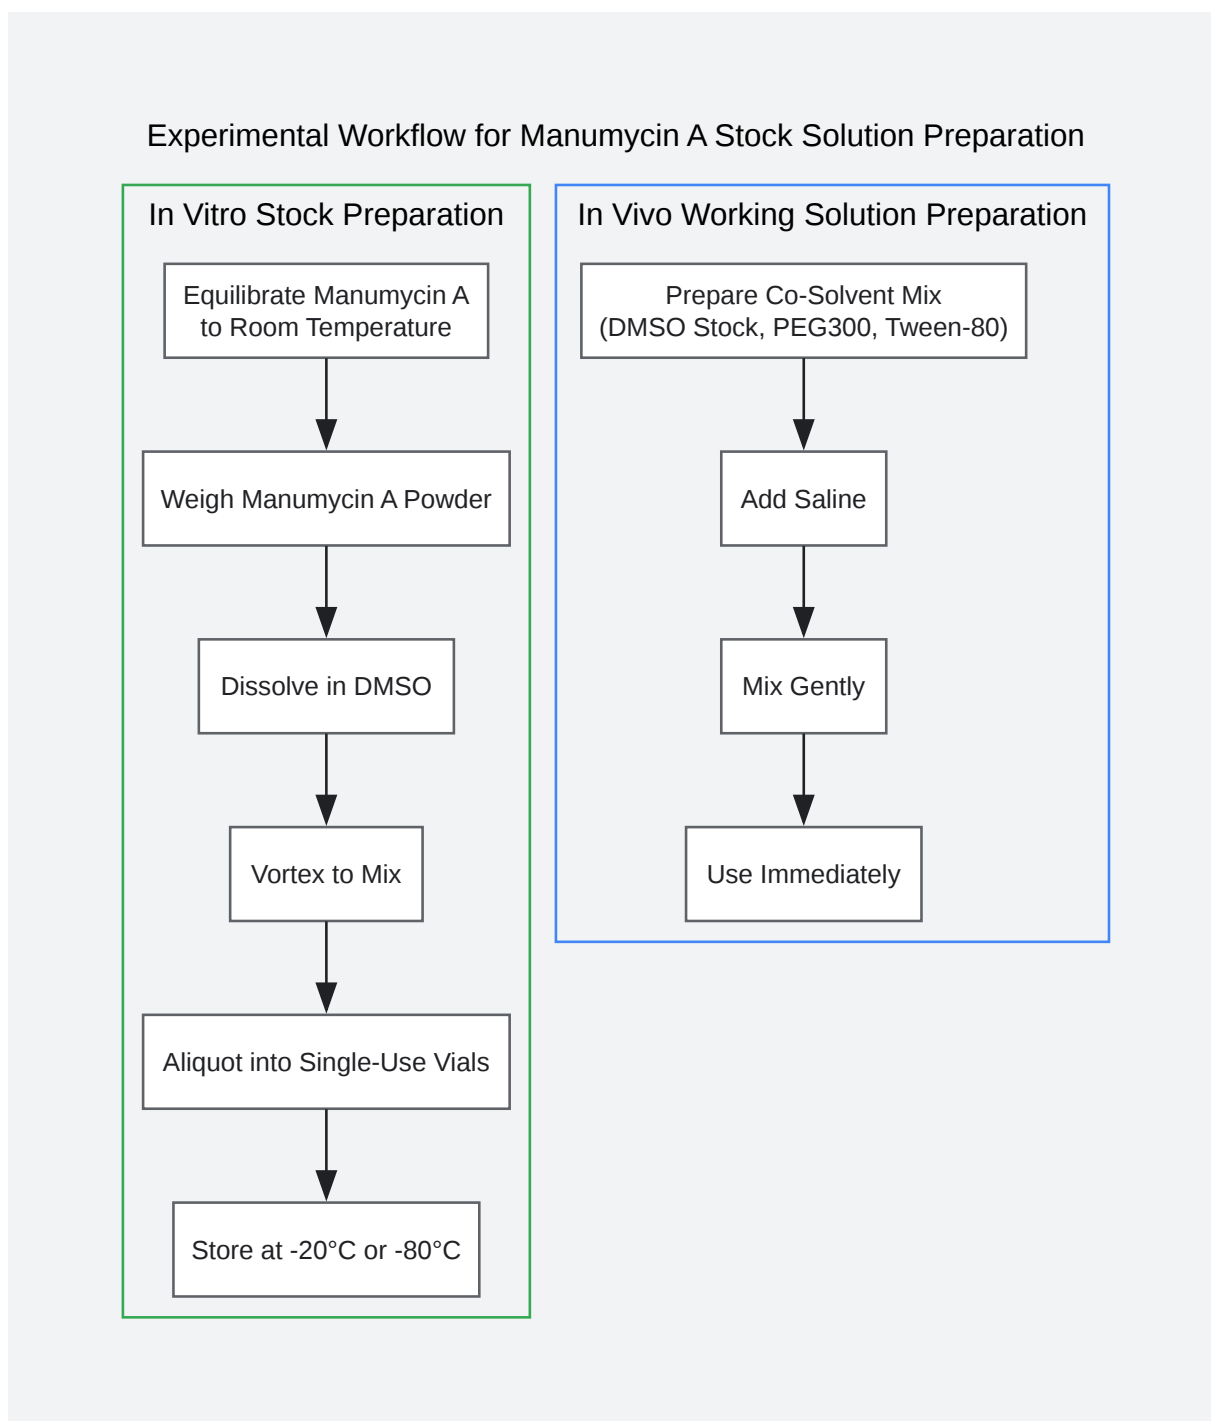 Experimental Workflow for Manumycin A Stock Solution Preparation
In Vitro Stock Preparation
Equilibrate Manumycin A
to Room Temperature
Weigh Manumycin A Powder
Dissolve in DMSO
Vortex to Mix
Aliquot into Single-Use Vials
Store at -20°C or -80°C
In Vivo Working Solution Preparation
Prepare Co-Solvent Mix
(DMSO Stock, PEG300, Tween-80)
Add Saline
Mix Gently
Use Immediately